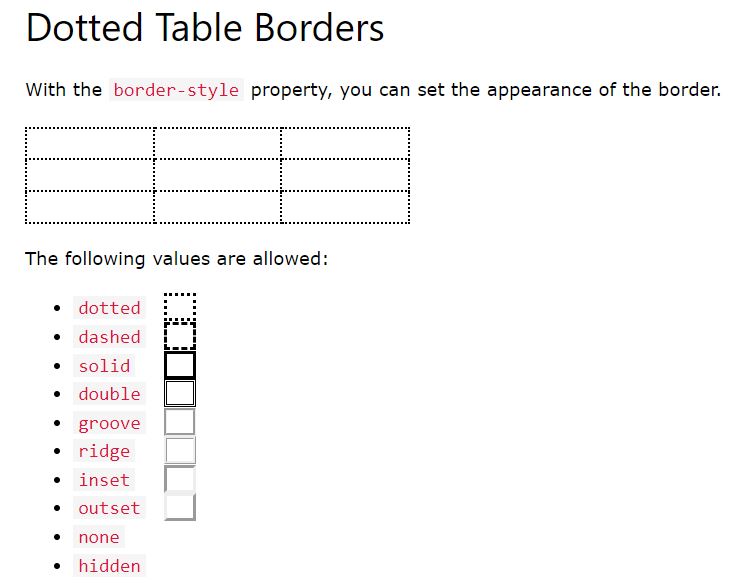 Dotted Table Borders
With the border-style property, you can set the appearance of the border.
The following values are allowed:
dotted
dashed
solid
double
groove
ridge
inset
outset
none
hidden